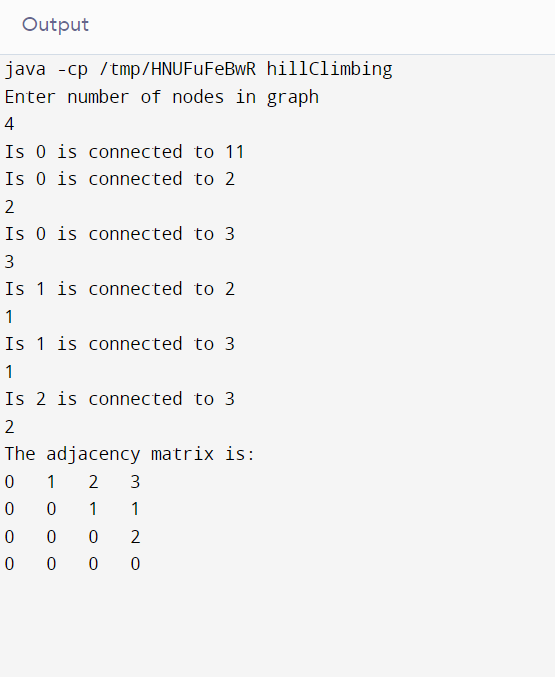 Output
java -cp /tmp/HNUFuFeBwR hillClimbing
Enter number of nodes in graph
4
Is 0 is connected to 11
Is 0 is connected to 2
2
Is 0 is connected to 3
3
Is 1 is connected to 2
1
Is 1 is connected to 3
1
Is 2 is connected to 3
2
The adjacency matrix is:
0 1 2 3
0 0 1 1
0 0 0 2
0 0 0 0